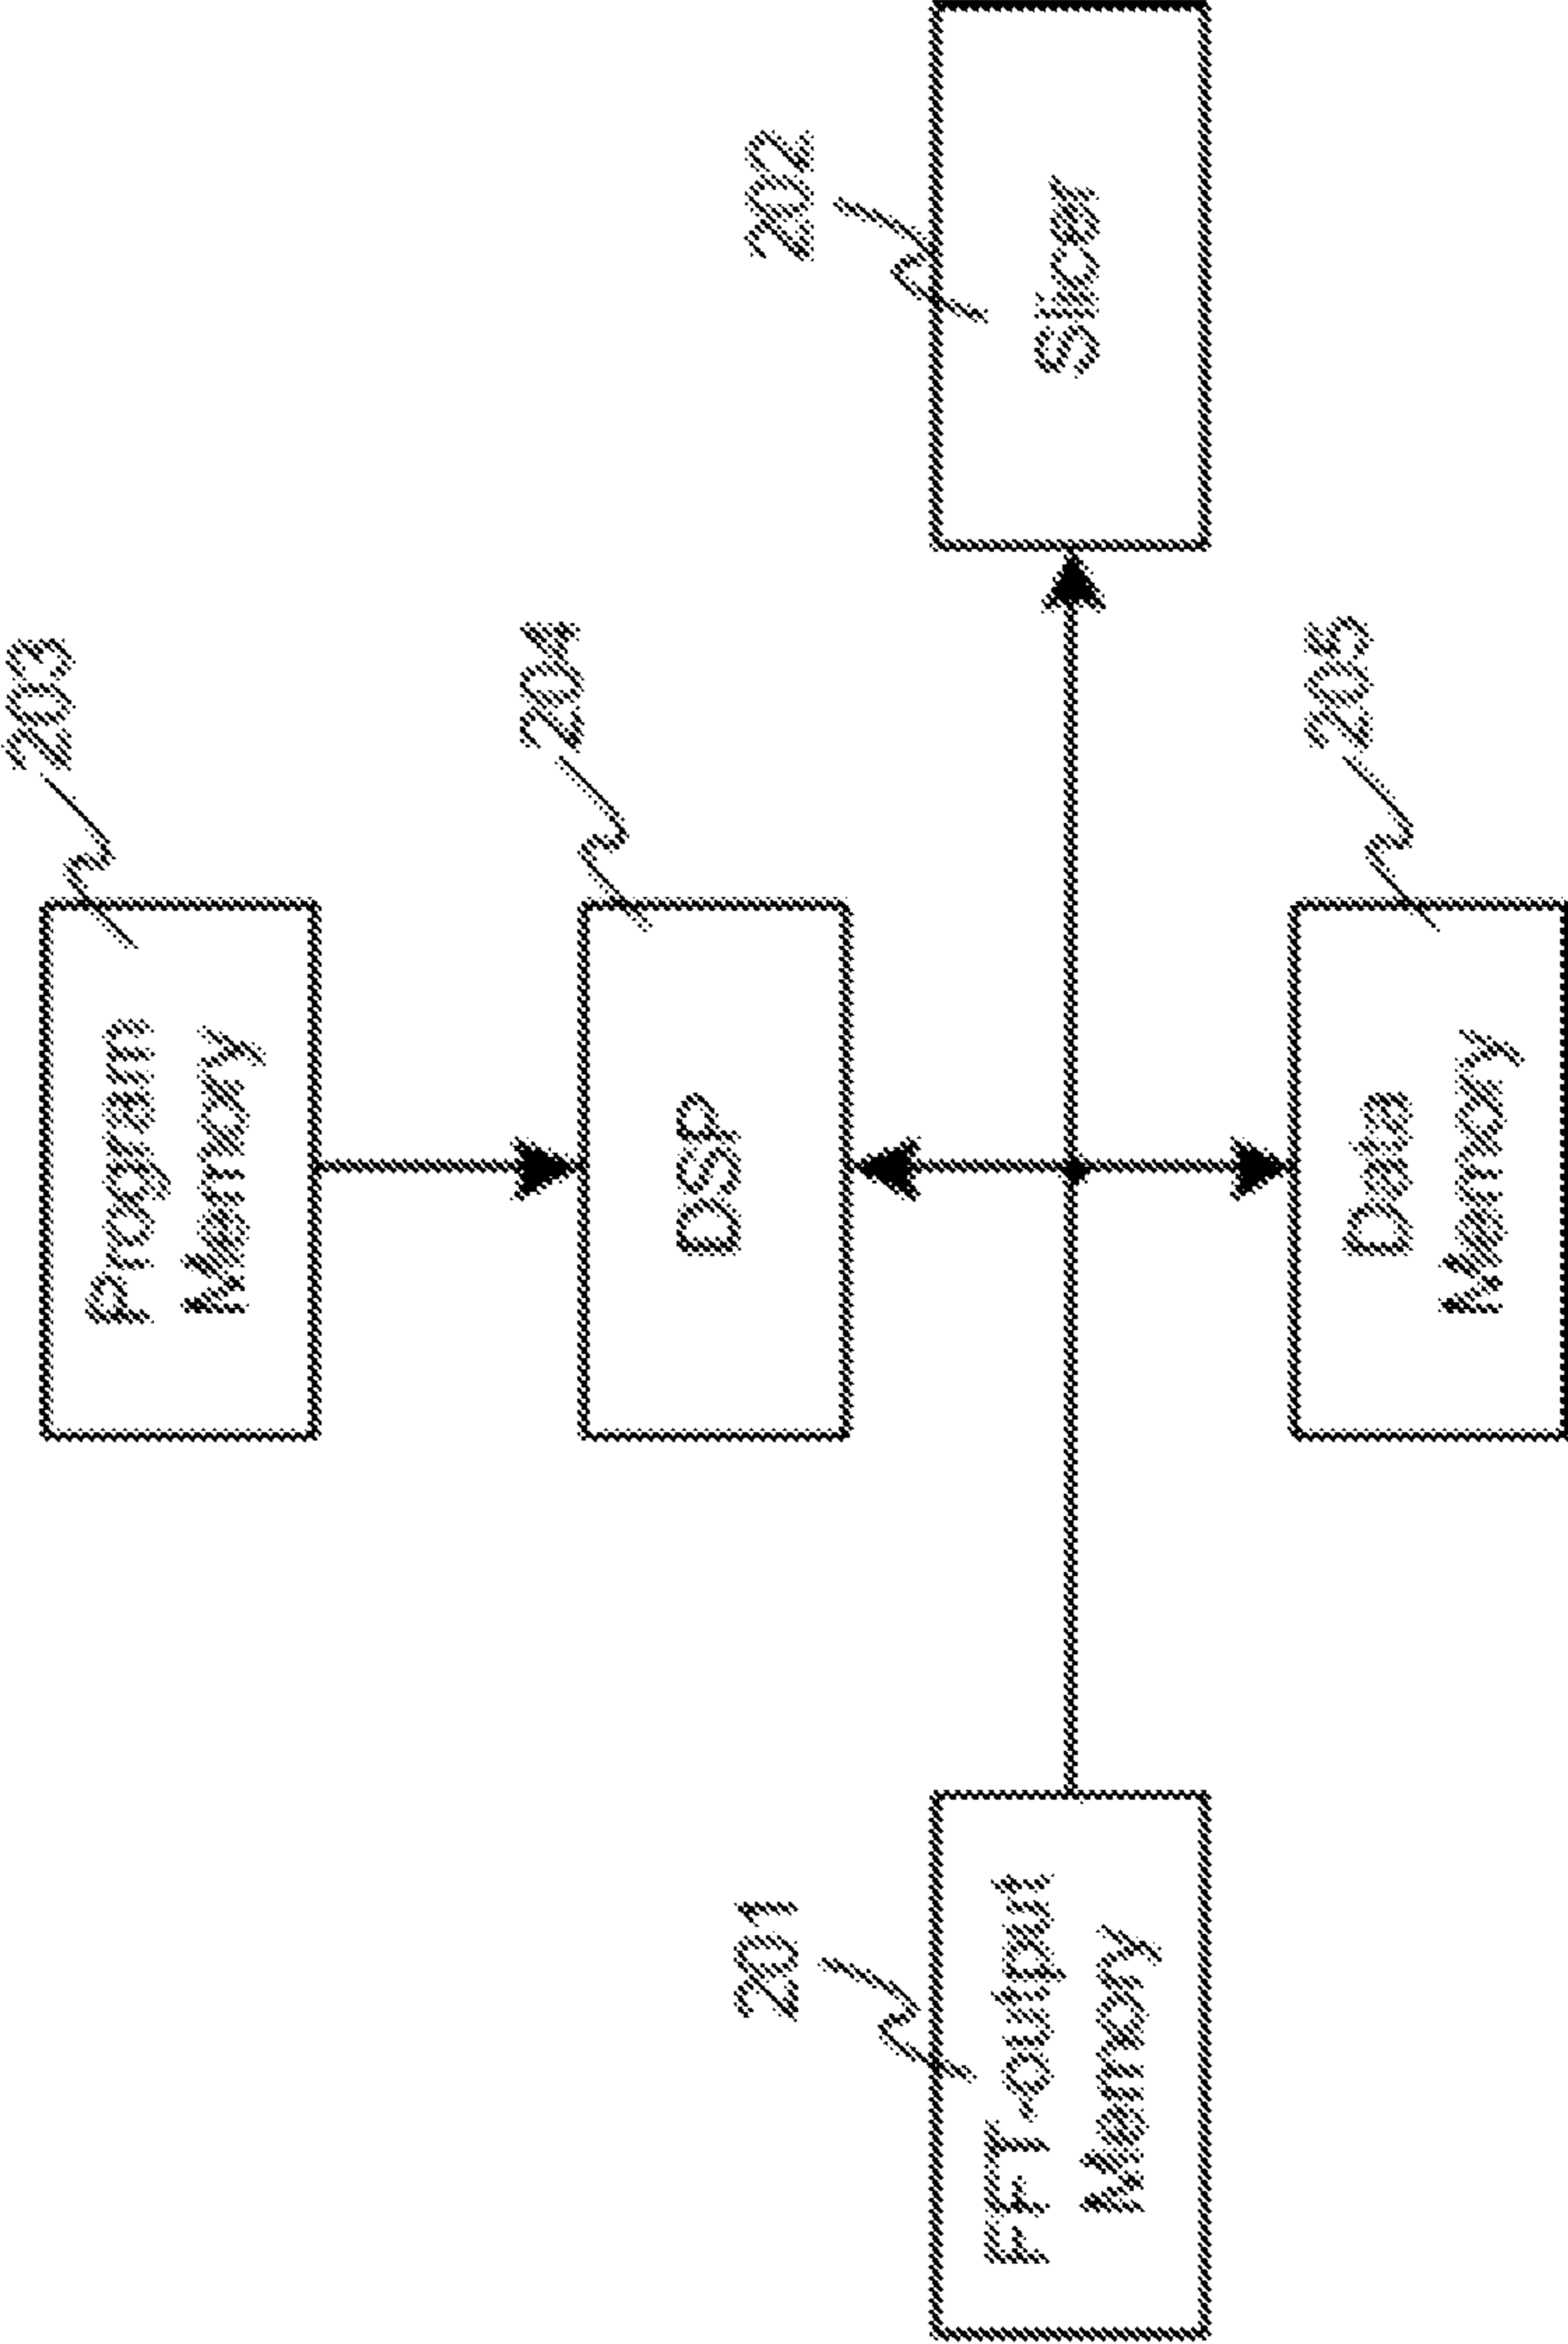 203
Program
Memory
204
DSP
202
Slicer
201
FFT-output
Memory
205
Data
Memory